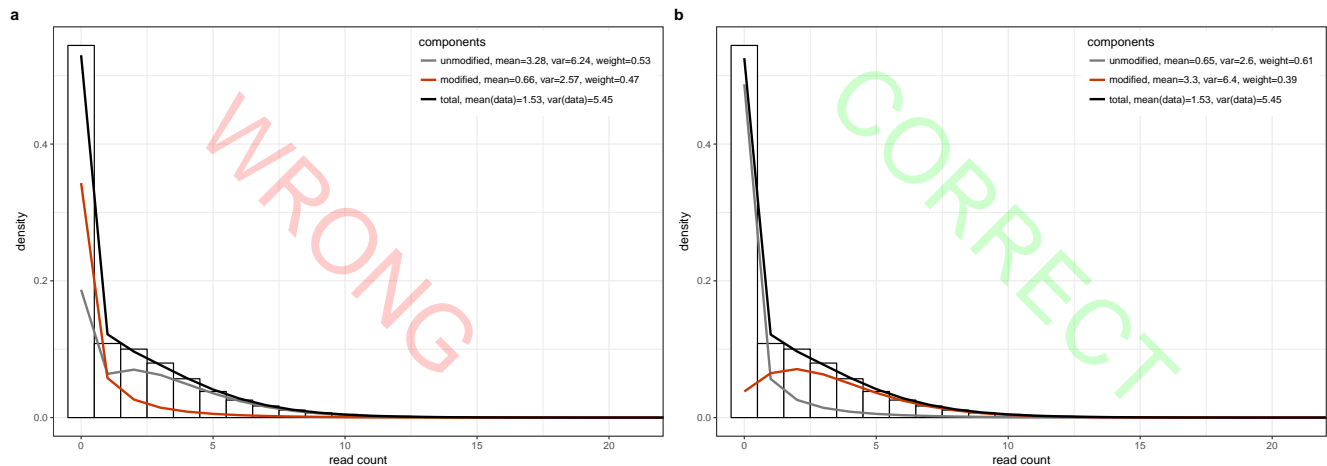 a
components
unmodified, mean=3.28, var=6.24, weight=0.53
modified, mean=0.66, var=2.57, weight=0.47
total, mean(data)=1.53, var(data)=5.45
WRONG
density
0.4
0.2
0.0
0 5 10 15 20
read count
b
components
unmodified, mean=0.65, var=2.6, weight=0.61
modified, mean=3.3, var=6.4, weight=0.39
total, mean(data)=1.53, var(data)=5.45
CORRECT
density
0.4
0.2
0.0
0 5 10 15 20
read count